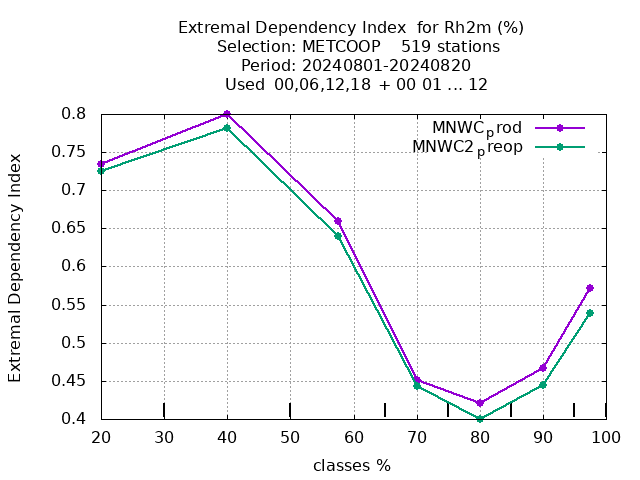 Extremal Dependency Index for Rh2m (%)
Selection: METCOOP 519 stations
Period: 20240801-20240820
Used 00,06,12,18 + 00 01 ... 12
MNWCprod
MNWC2preop
0.8
0.75
0.7
0.65
0.6
0.55
0.5
0.45
0.4
Extremal Dependency Index
20 30 40 50 60 70 80 90 100
classes %